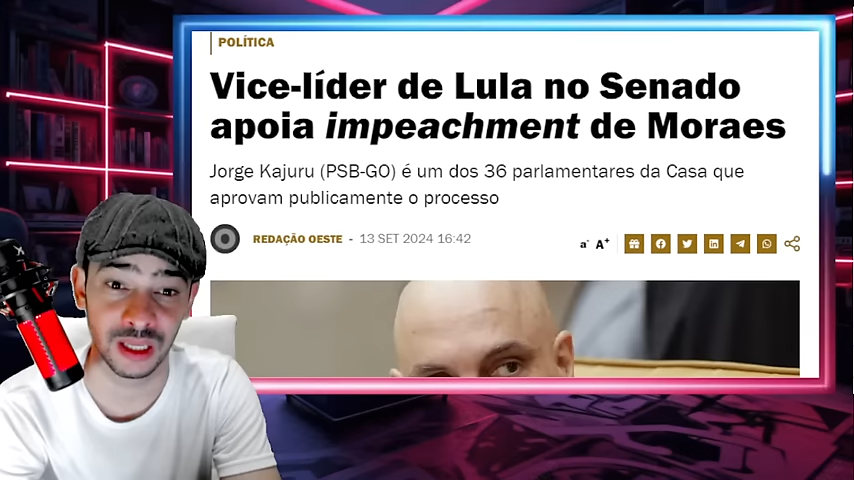 POLÍTICA
Vice-líder de Lula no Senado
apoia impeachment de Moraes
Jorge Kajuru (PSB-GO) é um dos 36 parlamentares da Casa que
aprovam publicamente o processo
REDAÇÃO OESTE - 13 SET 2024 16:42
a- A+